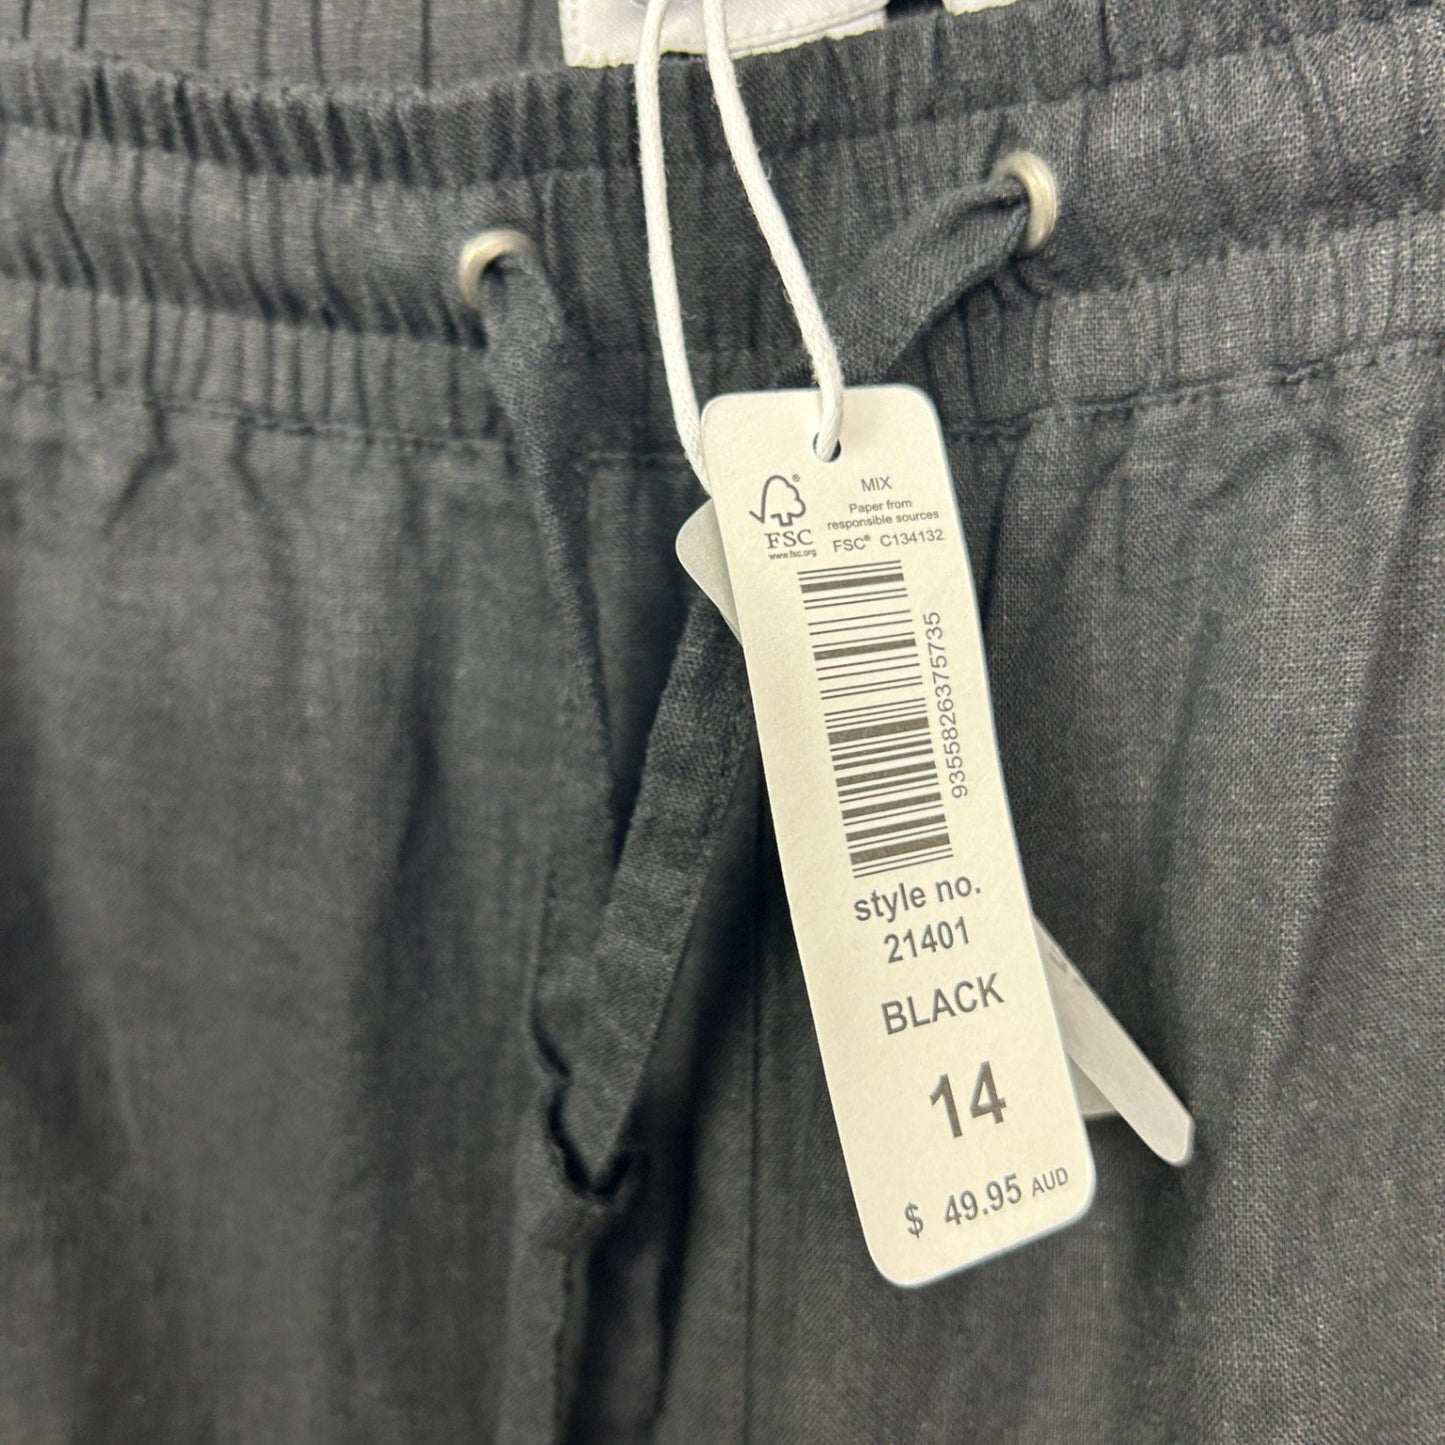 MIX
Paper from
responsible sources
FSC® C134132
®
FSC
www.fsc.org
9355826375735
style no.
21401
BLACK
14
$ 49.95 AUD